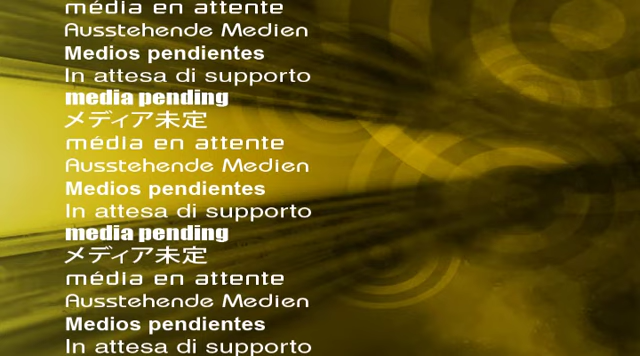 média en attente
Ausstehende Medien
Medios pendientes
In attesa di supporto
media pending
メディア未定
média en attente
Ausstehende Medien
Medios pendientes
In attesa di supporto
media pending
メディア未定
média en attente
Ausstehende Medien
Medios pendientes
In attesa di supporto